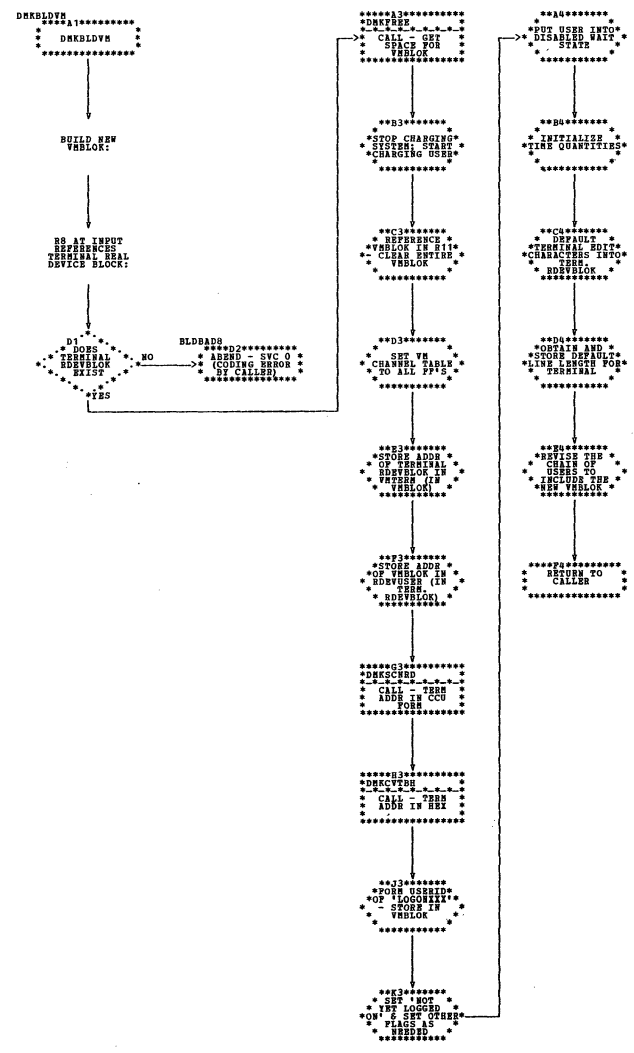 DMKBLDVM
A1
DMKBLDVM
BUILD NEW
VMBLOK:
R8 AT INPUT
REFERENCES
TERMINAL REAL
DEVICE BLOCK:
D1
DOES
TERMINAL
RDEVBLOK
EXIST
NO
YES
BLDBAD8
D2
ABEND - SVC 0
(CODING ERROR
BY CALLER)
A3
DMKFREE
CALL - GET
SPACE FOR
VMBLOK
B3
STOP CHARGING
SYSTEM; START
CHARGING USER
C3
REFERENCE
VMBLOK IN R11
- CLEAR ENTIRE
VMBLOK
D3
SET VM
CHANNEL TABLE
TO ALL FF'S
E3
STORE ADDR
OF TERMINAL
RDEVBLOK IN
VMTERM (IN
VMBLOK)
F3
STORE ADDR
OF VMBLOK IN
RDEVUSER (IN
TERM.
RDEVBLOK)
G3
DMKSCNRD
CALL - TERM
ADDR IN CCU
FORM
H3
DMKCVTBH
CALL - TERM
ADDR IN HEX
J3
FORM USERID
OF 'LOGONXXX'
- STORE IN
VMBLOK
K3
SET 'NOT
YET LOGGED
ON' & SET OTHER
FLAGS AS
NEEDED
A4
PUT USER INTO
DISABLED WAIT
STATE
B4
INITIALIZE
TIME QUANTITIES
C4
DEFAULT
TERMINAL EDIT
CHARACTERS INTO
TERM.
RDEVBLOK
D4
OBTAIN AND
STORE DEFAULT
LINE LENGTH FOR
TERMINAL
E4
REVISE THE
CHAIN OF
USERS TO
INCLUDE THE
NEW VMBLOK
F4
RETURN TO
CALLER